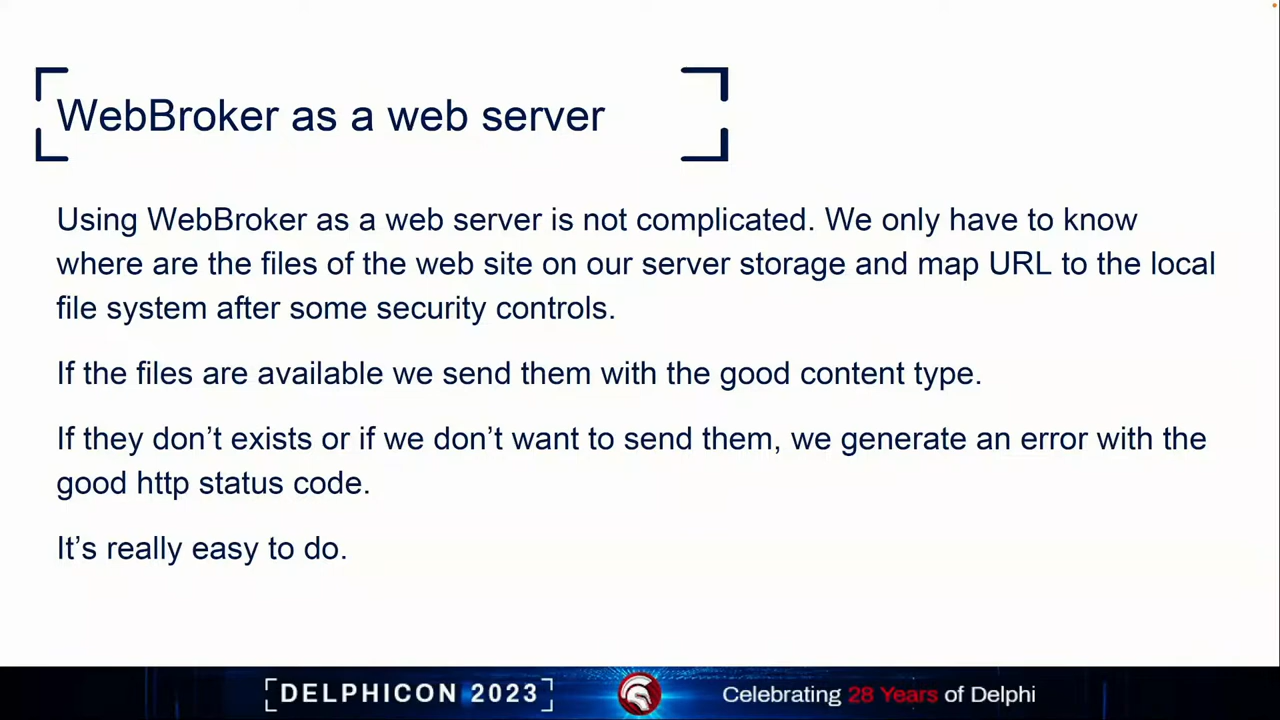 WebBroker as a web server
Using WebBroker as a web server is not complicated. We only have to know
where are the files of the web site on our server storage and map URL to the local
file system after some security controls.
If the files are available we send them with the good content type.
If they don’t exists or if we don’t want to send them, we generate an error with the
good http status code.
It’s really easy to do.
DELPHICON 2023
Celebrating 28 Years of Delphi